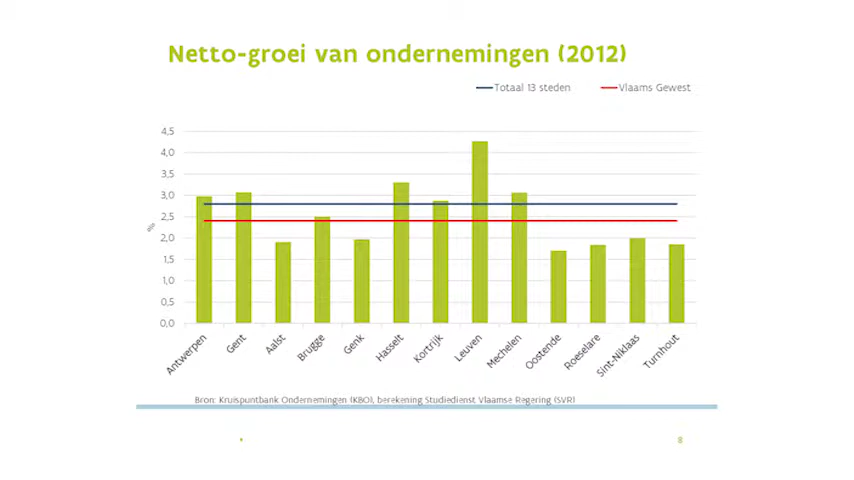 Netto-groei van ondernemingen (2012)
Totaal 13 steden
Vlaams Gewest
4,5
4,0
3,5
3,0
2,5
2,0
1,5
1,0
0,5
0,0
Antwerpen
Gent
Aalst
Brugge
Genk
Hasselt
Kortrijk
Leuven
Mechelen
Oostende
Roeselare
Sint-Niklaas
Turnhout
Bron: Kruispuntbank Ondernemingen (KBO), berekening Studiedienst Vlaamse Regering (SVR)